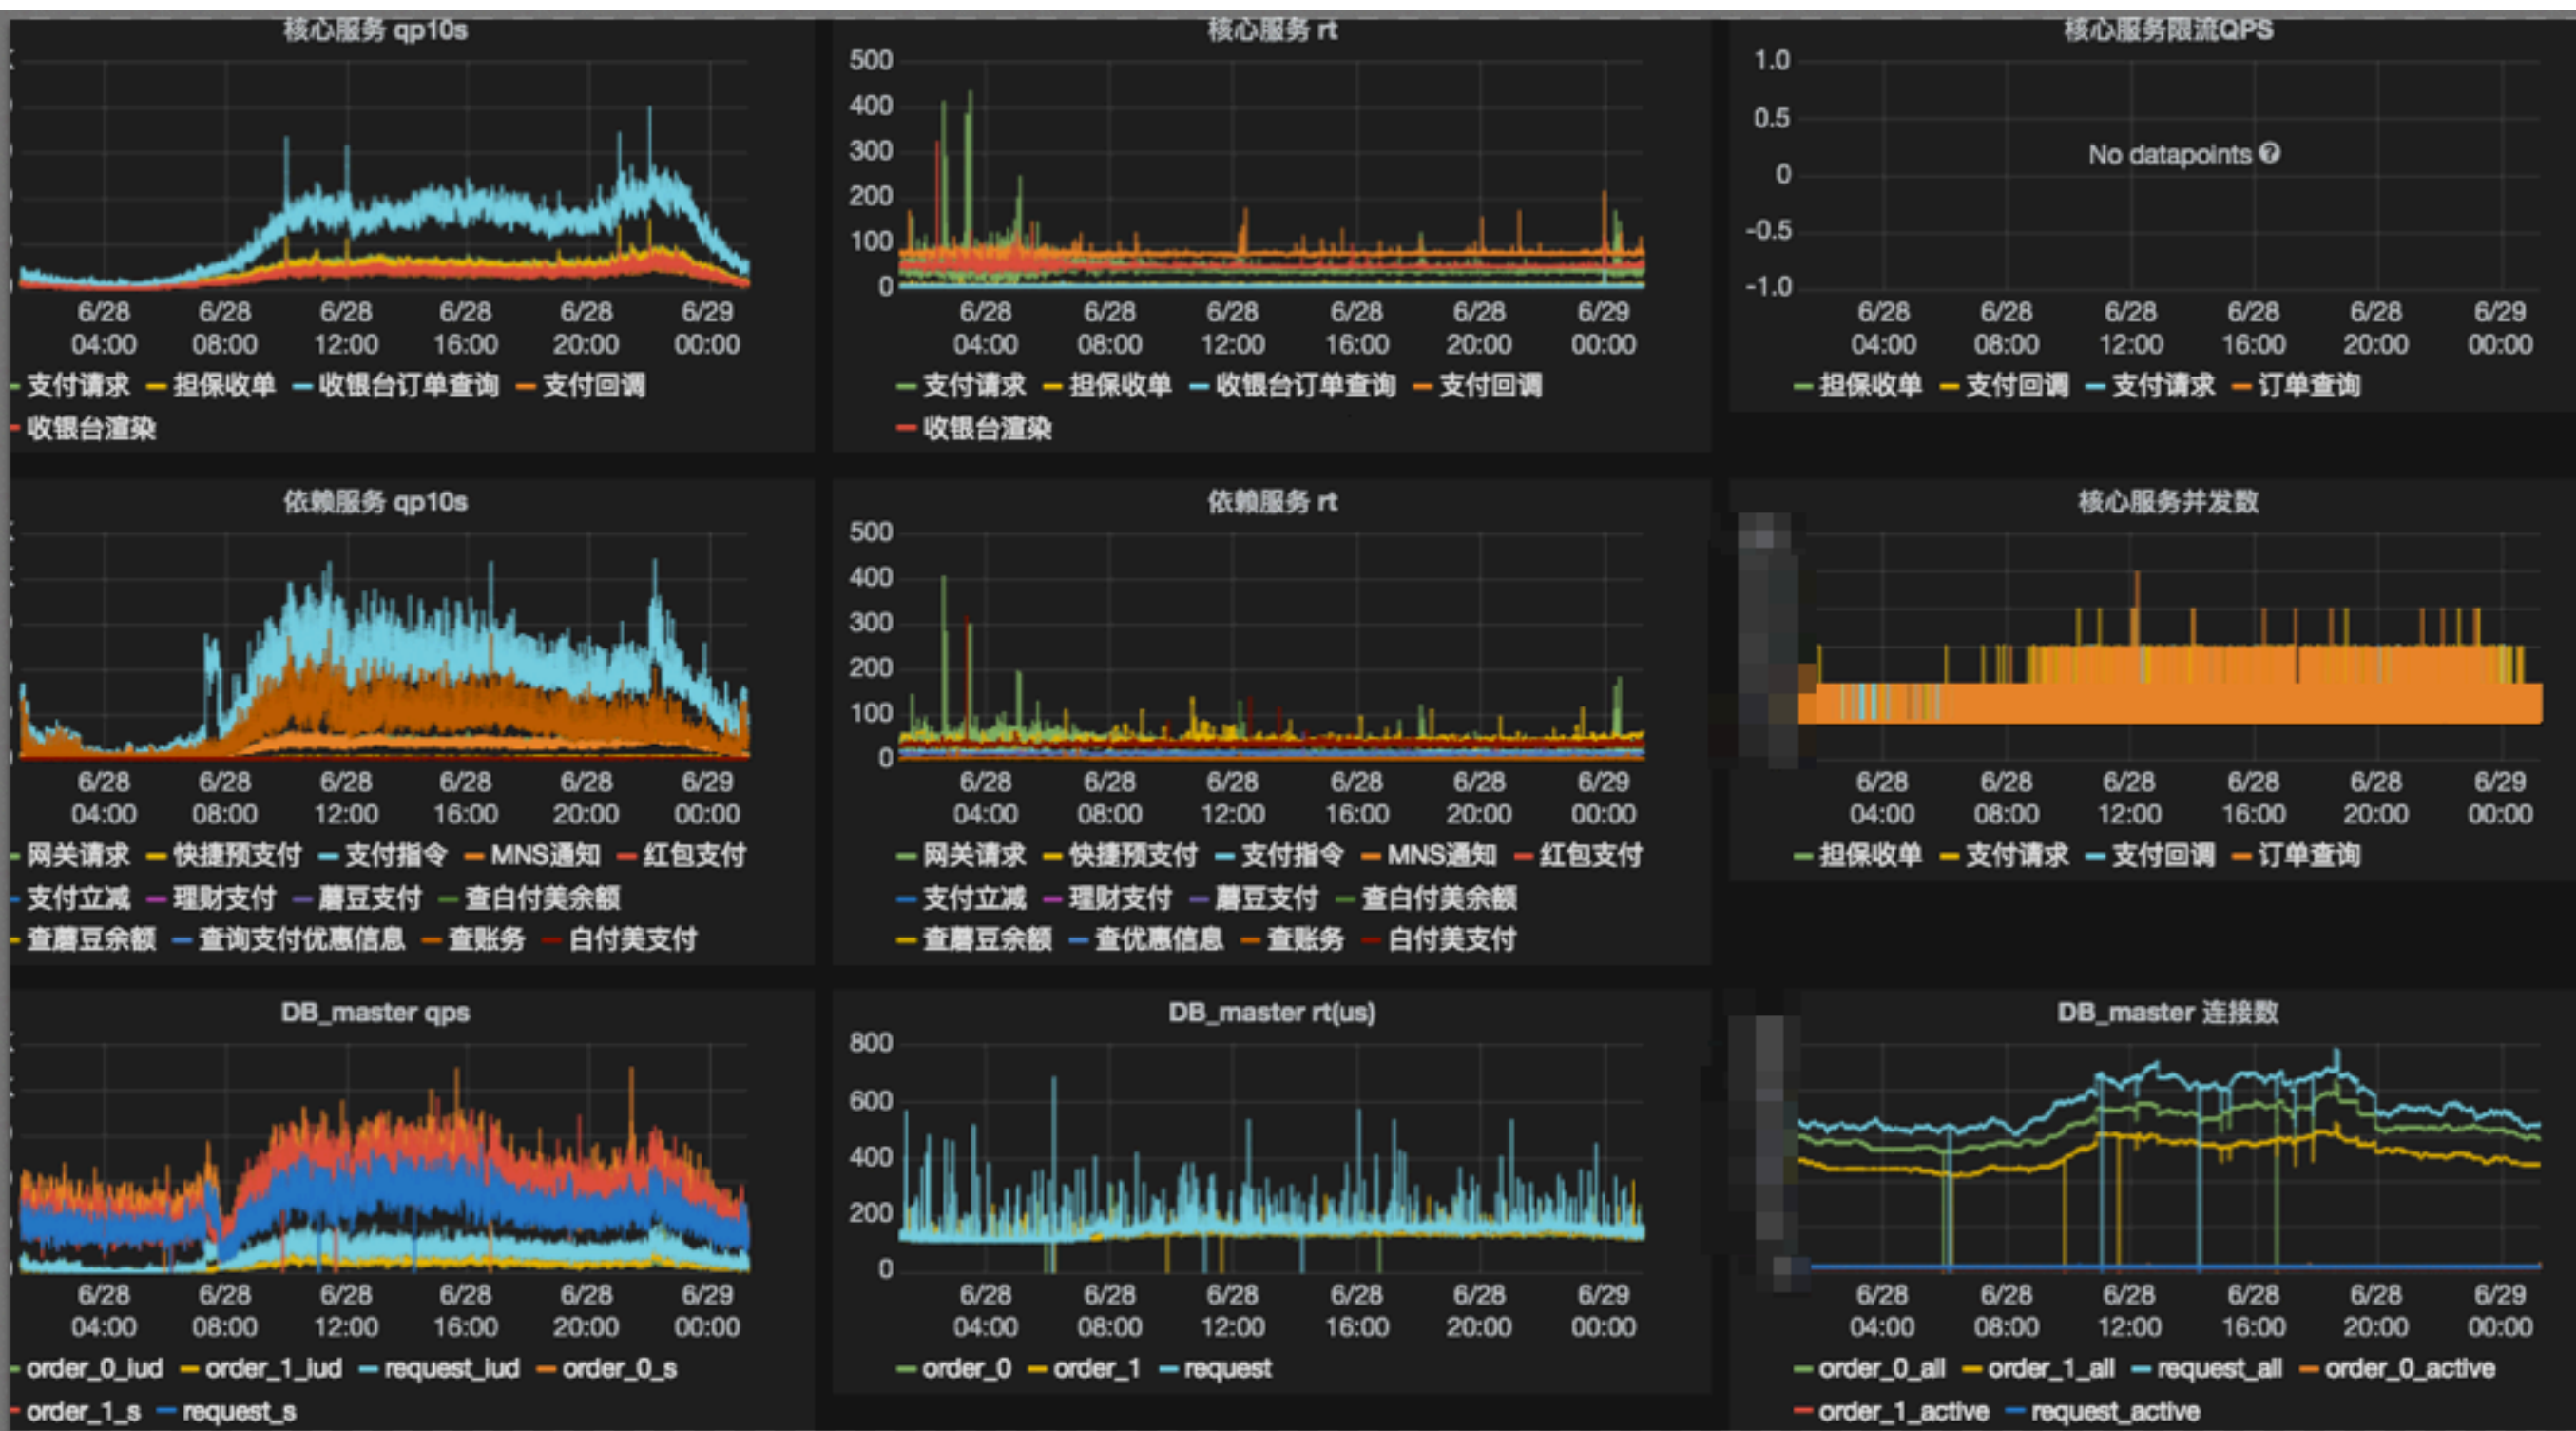 核心服务 qp10s
6/28 6/28 6/28 6/28 6/28 6/29
04:00 08:00 12:00 16:00 20:00 00:00
支付请求 担保收单 收银台订单查询 支付回调
收银台渲染
核心服务 rt
500
400
300
200
100
0
6/28 6/28 6/28 6/28 6/28 6/29
04:00 08:00 12:00 16:00 20:00 00:00
支付请求 担保收单 收银台订单查询 支付回调
收银台渲染
核心服务限流QPS
1.0
0.5
No datapoints
0
-0.5
-1.0
6/28 6/28 6/28 6/28 6/28 6/29
04:00 08:00 12:00 16:00 20:00 00:00
担保收单 支付回调 支付请求 订单查询
依赖服务 qp10s
6/28 6/28 6/28 6/28 6/28 6/29
04:00 08:00 12:00 16:00 20:00 00:00
网关请求 快捷预支付 支付指令 MNS通知 红包支付
支付立减 理财支付 蘑豆支付 查白付美余额
查蘑豆余额 查询支付优惠信息 查账务 白付美支付
依赖服务 rt
500
400
300
200
100
0
6/28 6/28 6/28 6/28 6/28 6/29
04:00 08:00 12:00 16:00 20:00 00:00
网关请求 快捷预支付 支付指令 MNS通知 红包支付
支付立减 理财支付 蘑豆支付 查白付美余额
查蘑豆余额 查优惠信息 查账务 白付美支付
核心服务并发数
6/28 6/28 6/28 6/28 6/28 6/29
04:00 08:00 12:00 16:00 20:00 00:00
担保收单 支付请求 支付回调 订单查询
DB_master qps
6/28 6/28 6/28 6/28 6/28 6/29
04:00 08:00 12:00 16:00 20:00 00:00
order_0_iud order_1_iud request_iud order_0_s
order_1_s request_s
DB_master rt(us)
800
600
400
200
0
6/28 6/28 6/28 6/28 6/28 6/29
04:00 08:00 12:00 16:00 20:00 00:00
order_0 order_1 request
DB_master 连接数
6/28 6/28 6/28 6/28 6/28 6/29
04:00 08:00 12:00 16:00 20:00 00:00
order_0_all order_1_all request_all order_0_active
order_1_active request_active